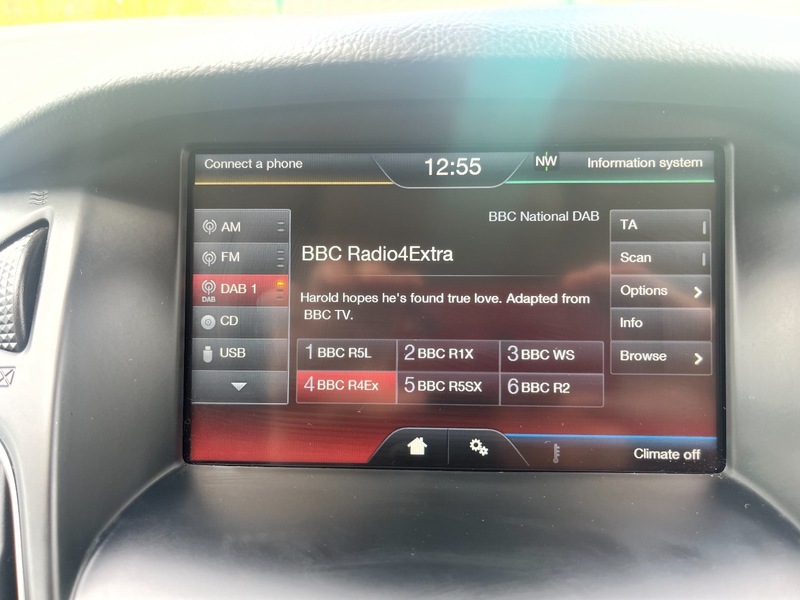 Connect a phone
12:55
NW
Information system
AM
FM
DAB 1
DAB
CD
USB
BBC National DAB
BBC Radio4Extra
Harold hopes he's found true love. Adapted from
BBC TV.
1 BBC R5L
2 BBC R1X
3 BBC WS
4 BBC R4Ex
5 BBC R5SX
6 BBC R2
TA
Scan
Options
Info
Browse
Climate off